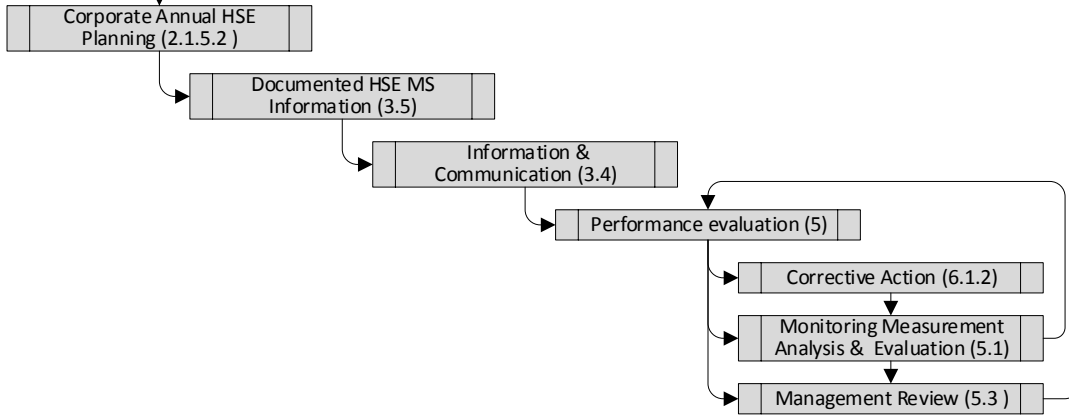 Corporate Annual HSE
Planning (2.1.5.2 )
Documented HSE MS
Information (3.5)
Information &
Communication (3.4)
Performance evaluation (5)
Corrective Action (6.1.2)
Monitoring Measurement
Analysis &  Evaluation (5.1)
Management Review (5.3 )